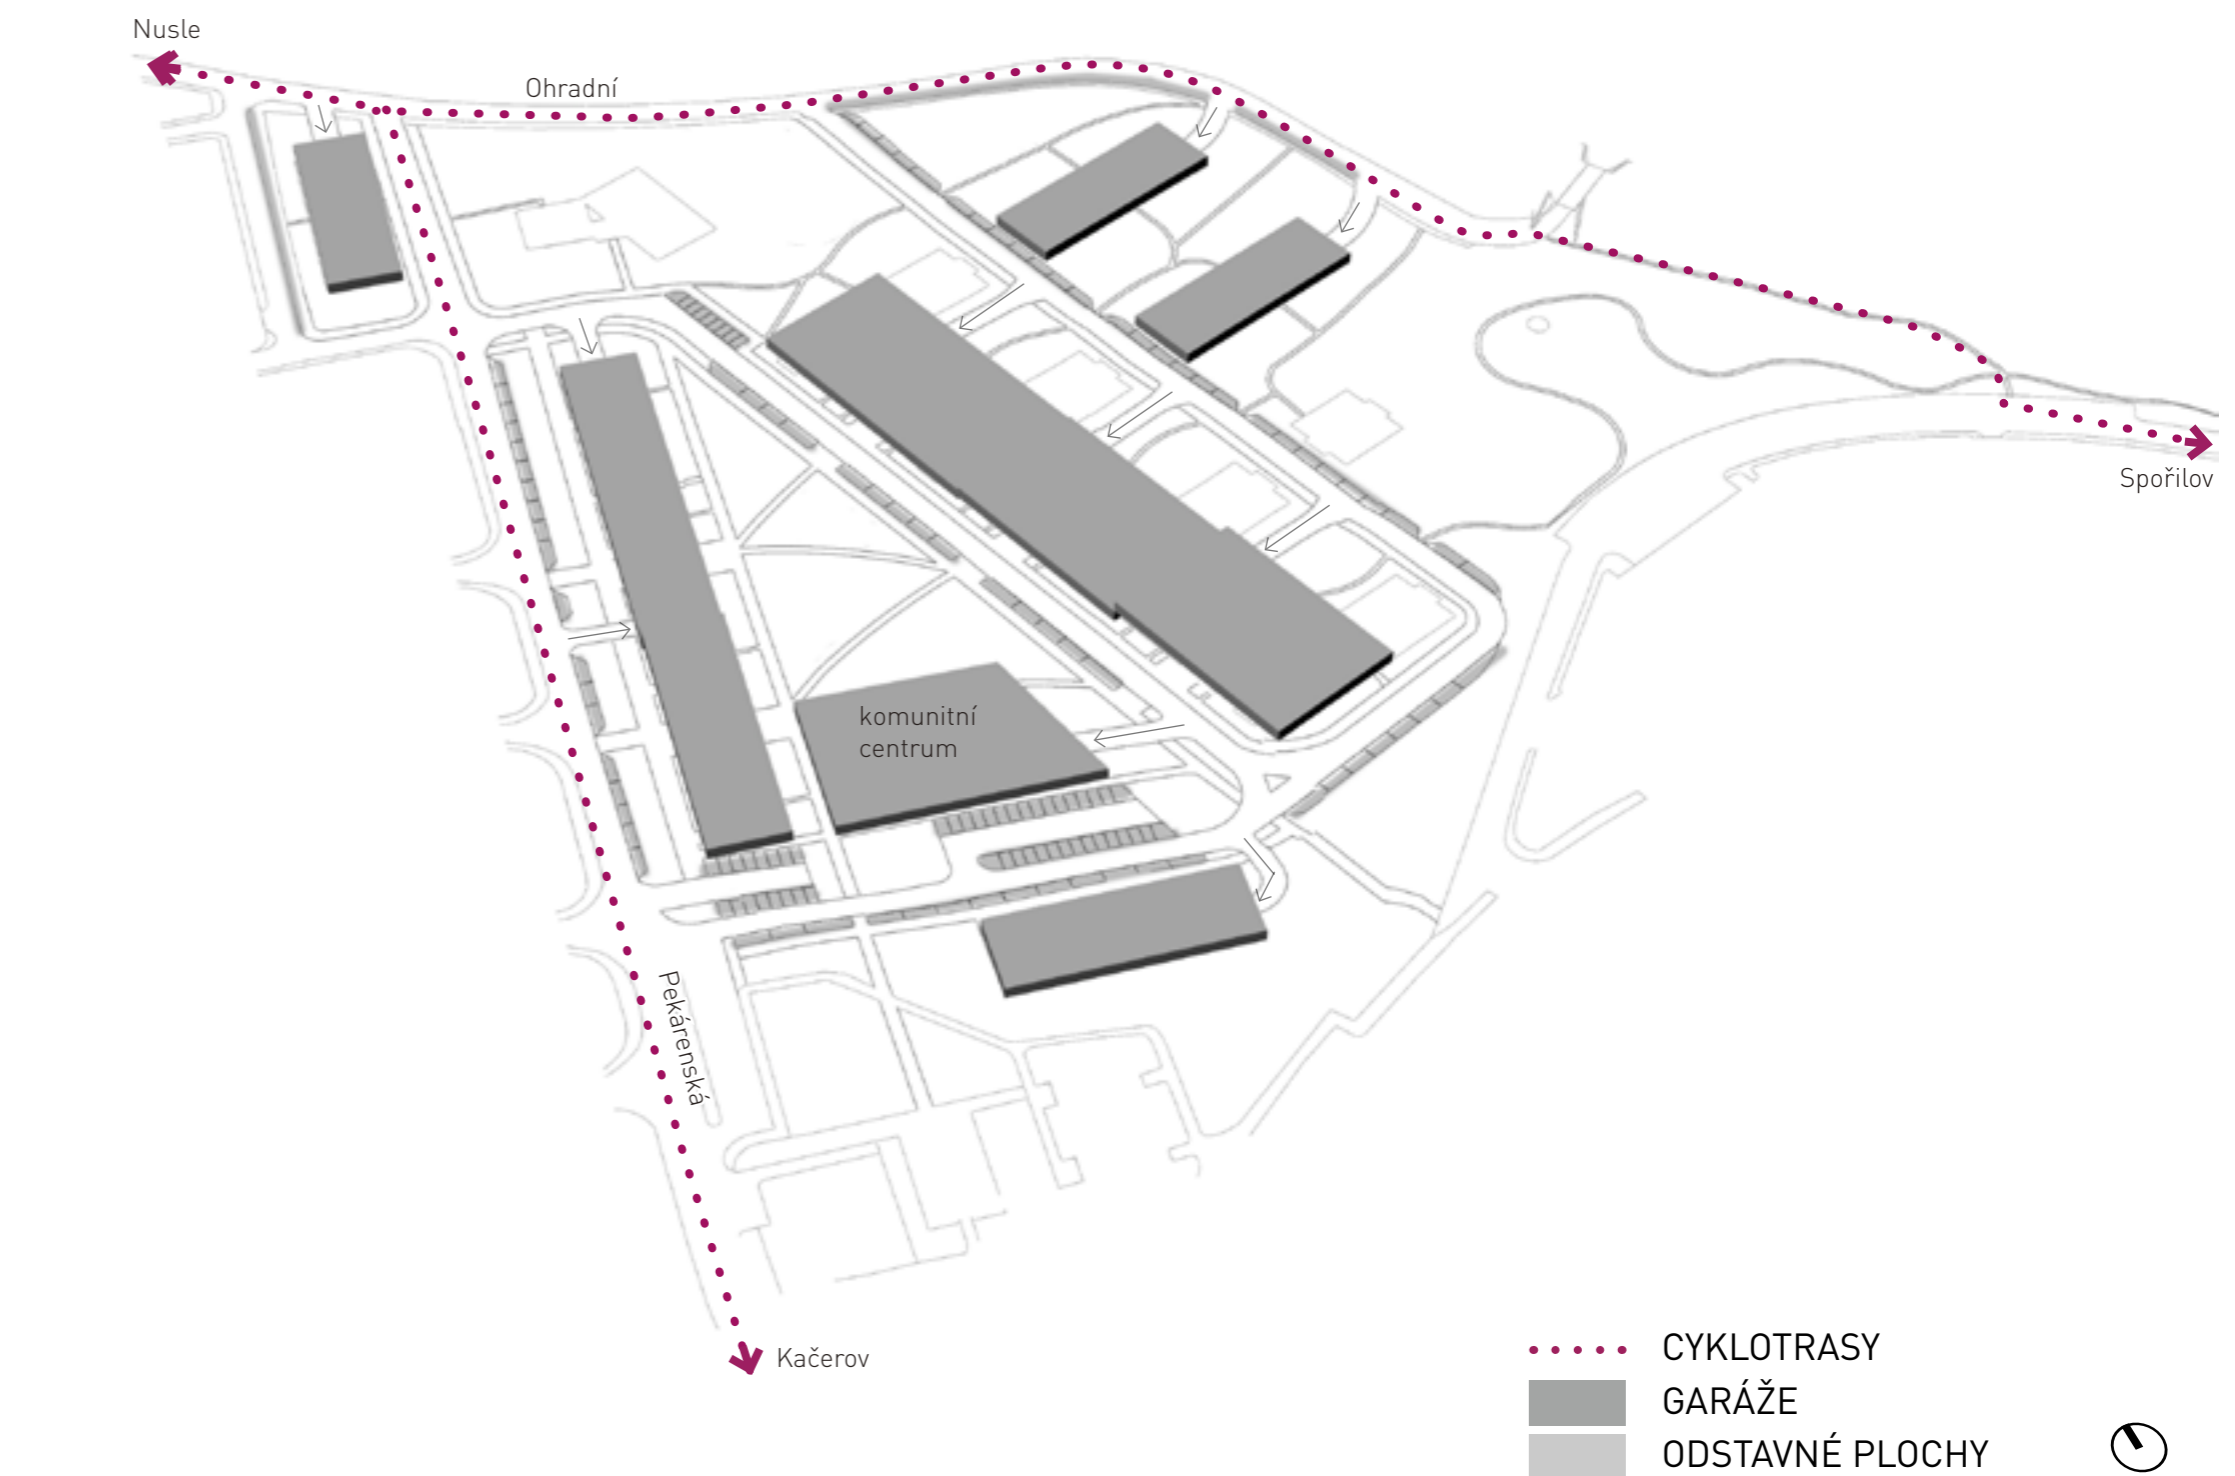 Nusle
Ohradní
Spořilov
komunitní
centrum
Pekárenská
Kačerov
CYKLOTRASY
GARÁŽE
ODSTAVNÉ PLOCHY